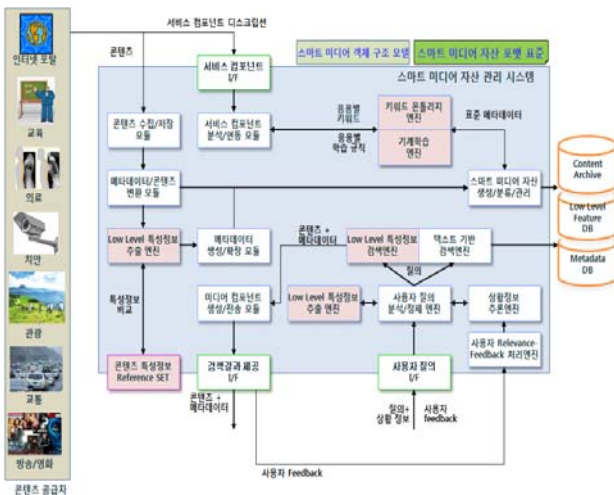 서비스 컴포넌트 디스크립션
인터넷 포탈
콘텐츠
서비스 컴포넌트
I/F
스마트 미디어 객체 구조 모델
스마트 미디어 자산 포맷 표준
스마트 미디어 자산 관리 시스템
교육
콘텐츠 수집/저장
모듈
서비스 컴포넌트
분석/연동 모듈
응용별
키워드
응용별
학습 규칙
키워드 온톨리지
엔진
기계학습
엔진
표준 메타데이터
의료
메타데이터/콘텐츠
변환 모듈
스마트 미디어 자산
생성/분류/관리
Content
Archive
Low Level
Feature
DB
Metadata
DB
치안
Low Level 특성정보
추출 엔진
메타데이터
생성/확장 모듈
콘텐츠 +
메타데이터
Low Level 특성정보
검색엔진
텍스트 기반
검색엔진
질의
관광
특성정보
비교
미디어 컴포넌트
생성/전송 모듈
Low Level 특성정보
추출 엔진
사용자 질의
분석/정제 엔진
상황정보
추론엔진
콘텐츠 특성정보
Reference SET
검색결과 제공
I/F
사용자 질의
I/F
사용자 Relevance-
Feedback 처리엔진
교통
콘텐츠 +
메타데이터
질의+
상황 정보
사용자
feedback
방송/영화
사용자 Feedback
콘텐츠 공급자